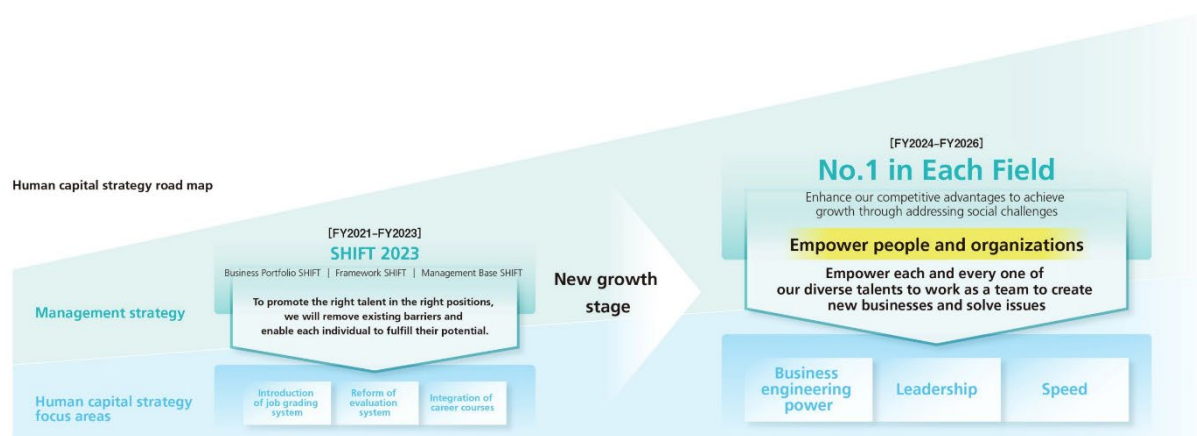 Human capital strategy road map
[FY2021–FY2023]
SHIFT 2023
Business Portfolio SHIFT | Framework SHIFT | Management Base SHIFT
To promote the right talent in the right positions,
we will remove existing barriers and
enable each individual to fulfill their potential.
Management strategy
Human capital strategy
focus areas
Introduction
of job grading
system
Reform of
evaluation
system
Integration of
career courses
New growth
stage
[FY2024–FY2026]
No.1 in Each Field
Enhance our competitive advantages to achieve
growth through addressing social challenges
Empower people and organizations
Empower each and every one of
our diverse talents to work as a team to create
new businesses and solve issues
Business
engineering
power
Leadership
Speed